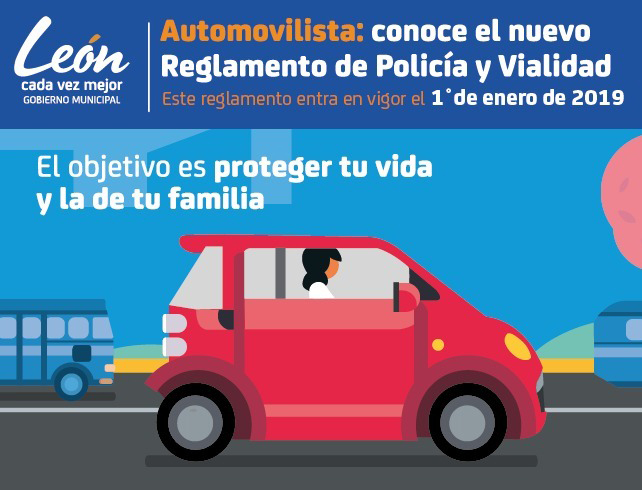 León
cada vez mejor
GOBIERNO MUNICIPAL
Automovilista: conoce el nuevo
Reglamento de Policía y Vialidad
Este reglamento entra en vigor el 1° de enero de 2019
El objetivo es proteger tu vida
y la de tu familia